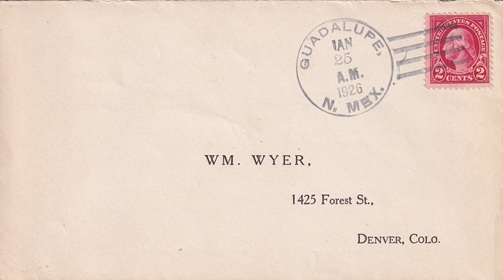 GUADALUPE,
JAN
25
A.M.
1926
N. MEX.
UNITED STATES POSTAGE
2 CENTS 2
WM. WYER,
1425 Forest St.,
DENVER, COLO.